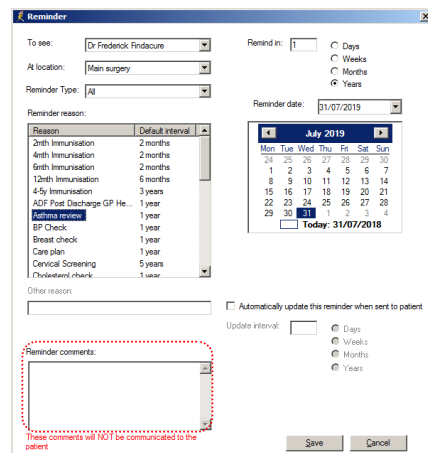 Reminder
To see: Dr Frederick Findacure
At location: Main surgery
Reminder Type: All
Reminder reason:
Reason Default interval
2mth Immunisation 2 months
4mth Immunisation 2 months
6mth Immunisation 6 months
12mth Immunisation 6 months
4-5y Immunisation 3 years
ADF Post Discharge GP He... 1 year
Asthma review 1 year
BP Check 1 year
Breast check 1 year
Care plan 1 year
Cervical Screening 5 years
Cholesterol check 1 year
Other reason:
Reminder comments:
These comments will NOT be communicated to the
patient
Remind in: 1 Days
Weeks
Months
Years
Reminder date: 31/07/2019
July 2019
Mon Tue Wed Thu Fri Sat Sun
24 25 26 27 28 29 30
1 2 3 4 5 6 7
8 9 10 11 12 13 14
15 16 17 18 19 20 21
22 23 24 25 26 27 28
29 30 31 1 2 3 4
Today: 31/07/2018
Automatically update this reminder when sent to patient
Update interval: Days
Weeks
Months
Years
Save Cancel